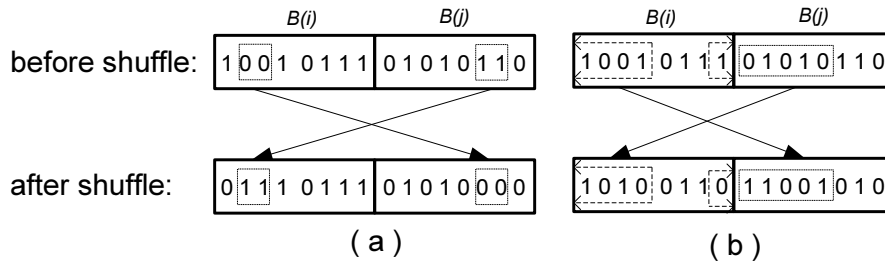 B(i) B(j) B(i) B(j)
before shuffle: 1 0 0 1 0 1 1 1 0 1 0 1 0 1 1 0 1 0 0 1 0 1 1 1 0 1 0 1 0 1 1 0
after shuffle: 0 1 1 1 0 1 1 1 0 1 0 1 0 0 0 0 1 0 1 0 0 1 1 0 1 1 0 0 1 0 1 0
( a ) ( b )